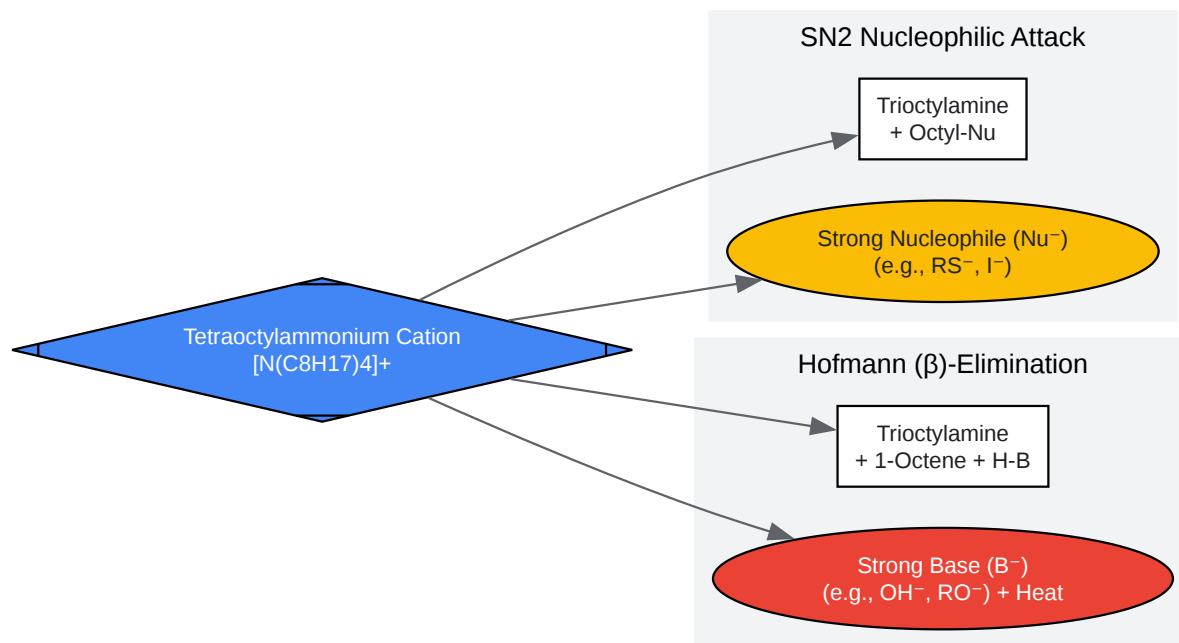 SN2 Nucleophilic Attack
Trioctylamine
+ Octyl-Nu
Strong Nucleophile (Nu⁻)
(e.g., RS⁻, I⁻)
Tetraoctylammonium Cation
[N(C8H17)4]+
Hofmann (β)-Elimination
Trioctylamine
+ 1-Octene + H-B
Strong Base (B⁻)
(e.g., OH⁻, RO⁻) + Heat